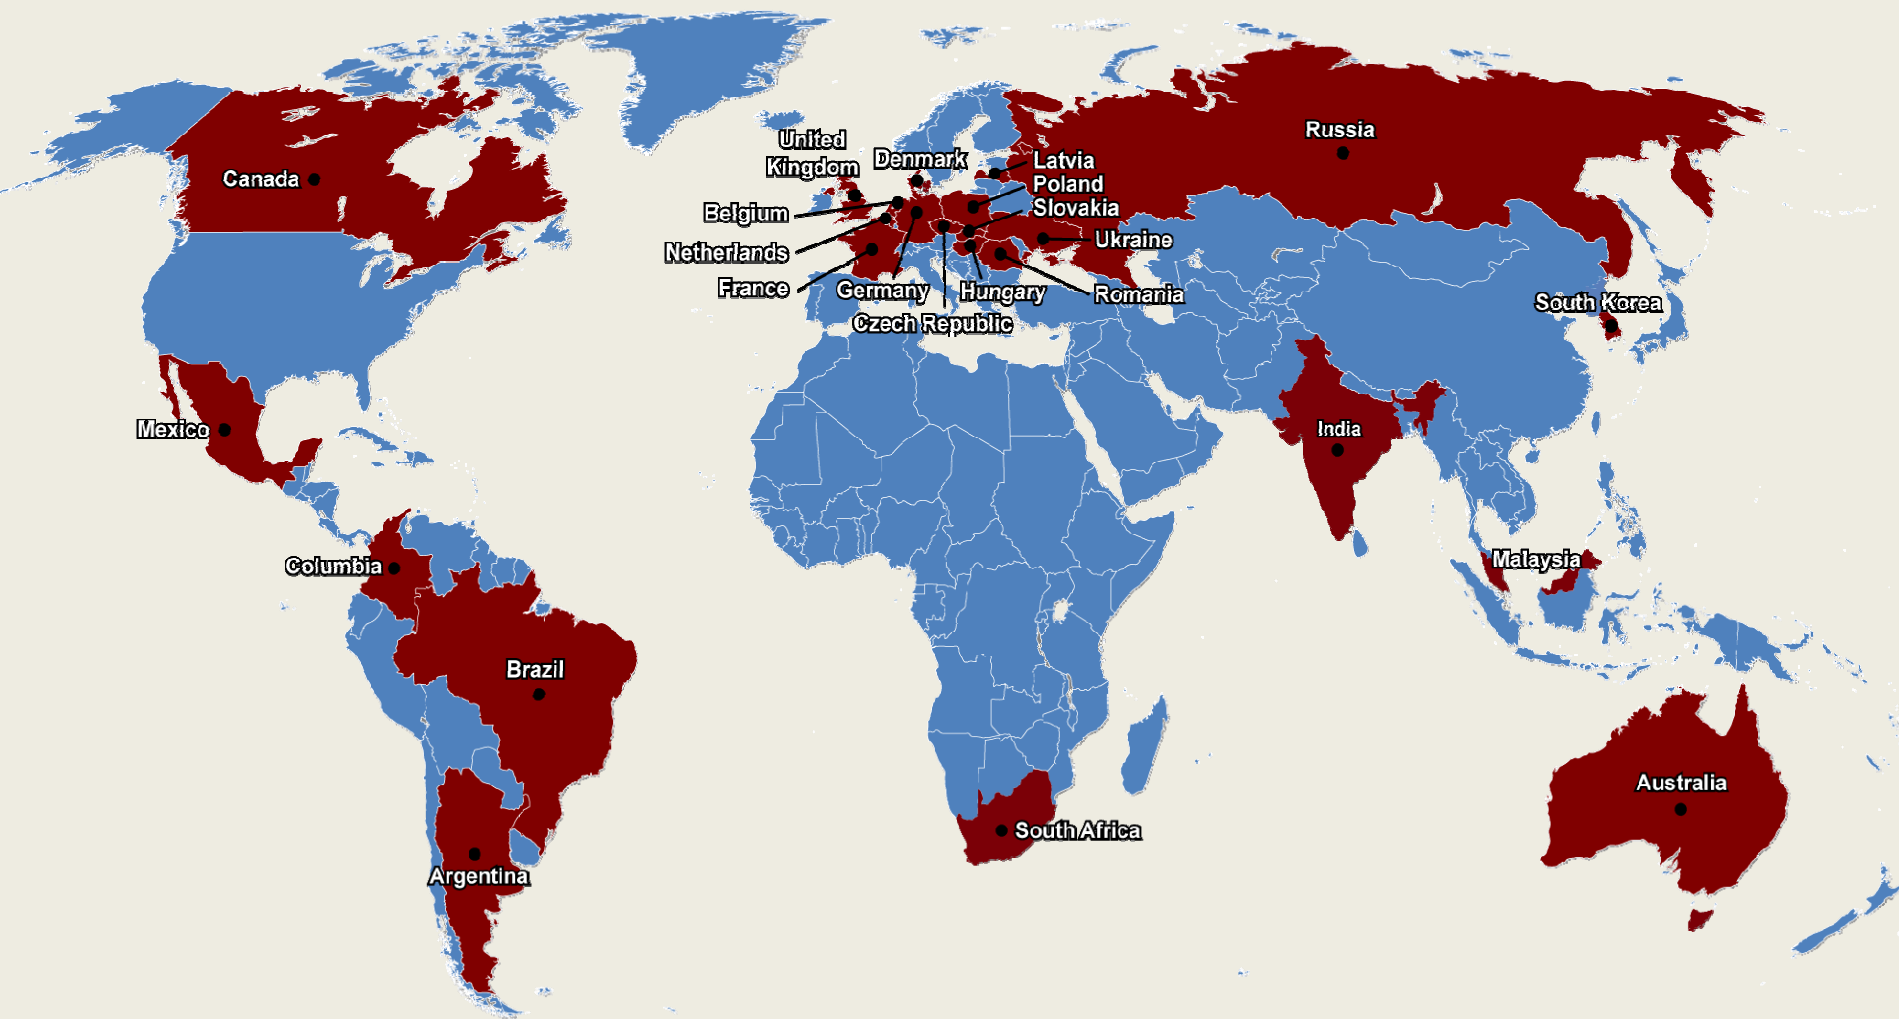 Russia
United
Kingdom
Denmark
Latvia
Canada
Poland
Slovakia
Belgium
Ukraine
Netherlands
France
Germany
Hungary
Romania
South Korea
Czech Republic
Mexico
India
Malaysia
Columbia
Brazil
Australia
South Africa
Argentina